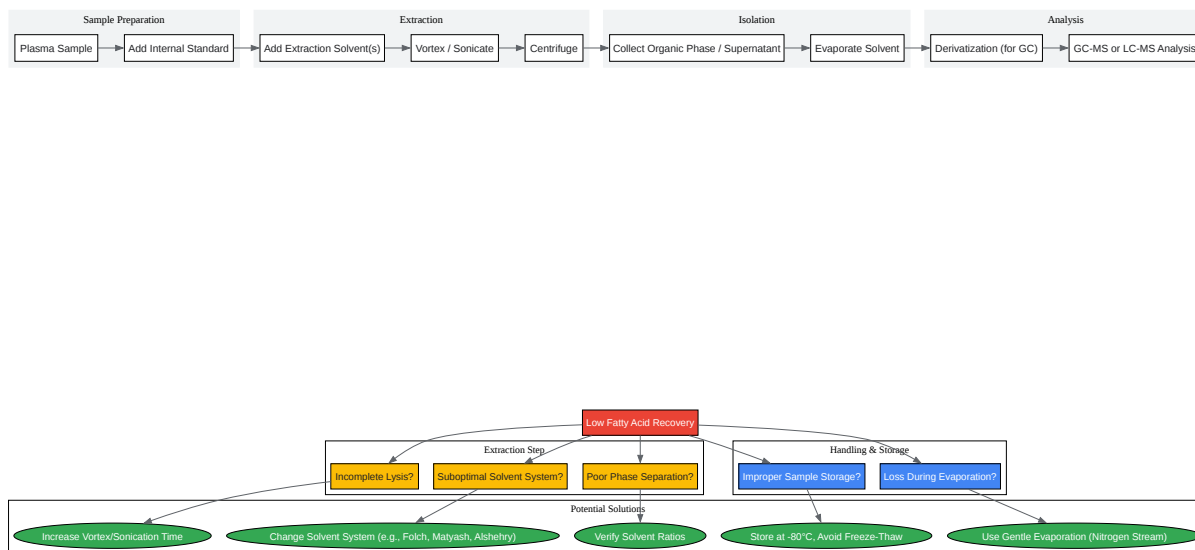 Sample Preparation
Extraction
Isolation
Analysis
Plasma Sample
Add Internal Standard
Add Extraction Solvent(s)
Vortex / Sonicate
Centrifuge
Collect Organic Phase / Supernatant
Evaporate Solvent
Derivatization (for GC)
GC-MS or LC-MS Analysis
Low Fatty Acid Recovery
Extraction Step
Handling & Storage
Incomplete Lysis?
Suboptimal Solvent System?
Poor Phase Separation?
Improper Sample Storage?
Loss During Evaporation?
Potential Solutions
Increase Vortex/Sonication Time
Change Solvent System (e.g., Folch, Matyash, Alshehry)
Verify Solvent Ratios
Store at -80°C, Avoid Freeze-Thaw
Use Gentle Evaporation (Nitrogen Stream)